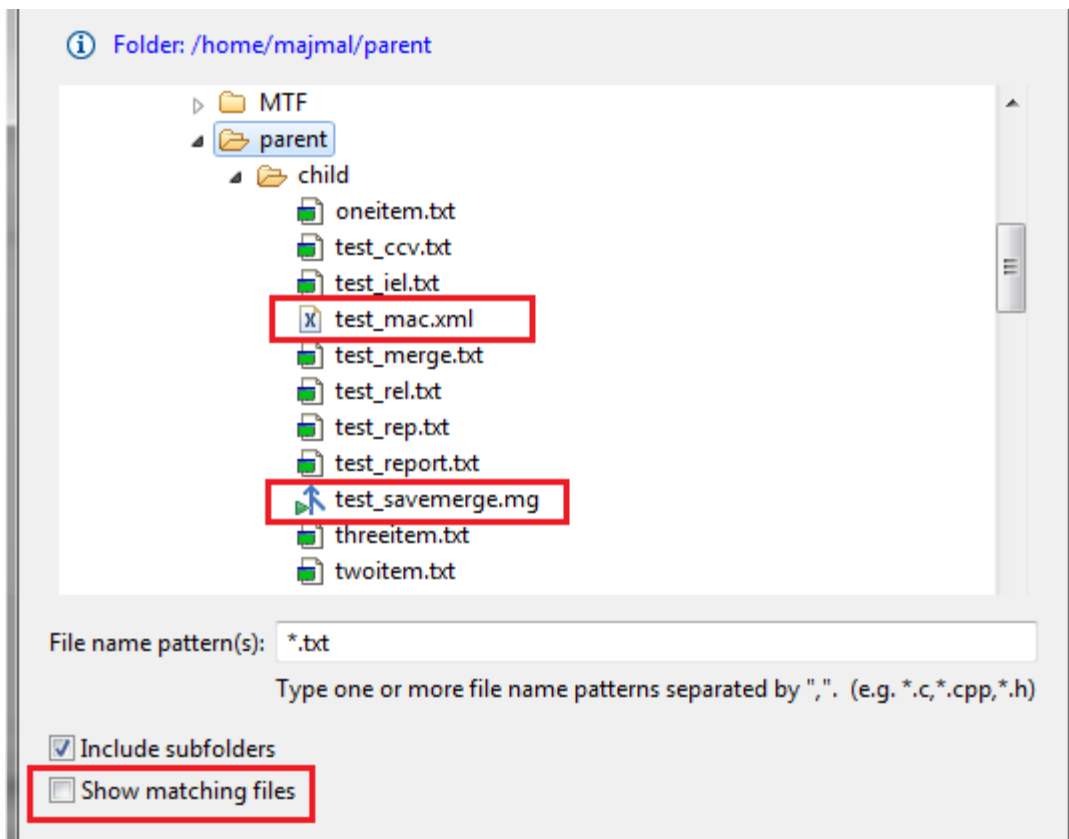 Folder: /home/majmal/parent
MTF
parent
child
oneitem.txt
test_ccv.txt
test_iel.txt
test_mac.xml
test_merge.txt
test_rel.txt
test_rep.txt
test_report.txt
test_savemerge.mg
threeitem.txt
twoitem.txt
File name pattern(s): *.txt
Type one or more file name patterns separated by ",". (e.g. *.c,*.cpp,*.h)
Include subfolders
Show matching files